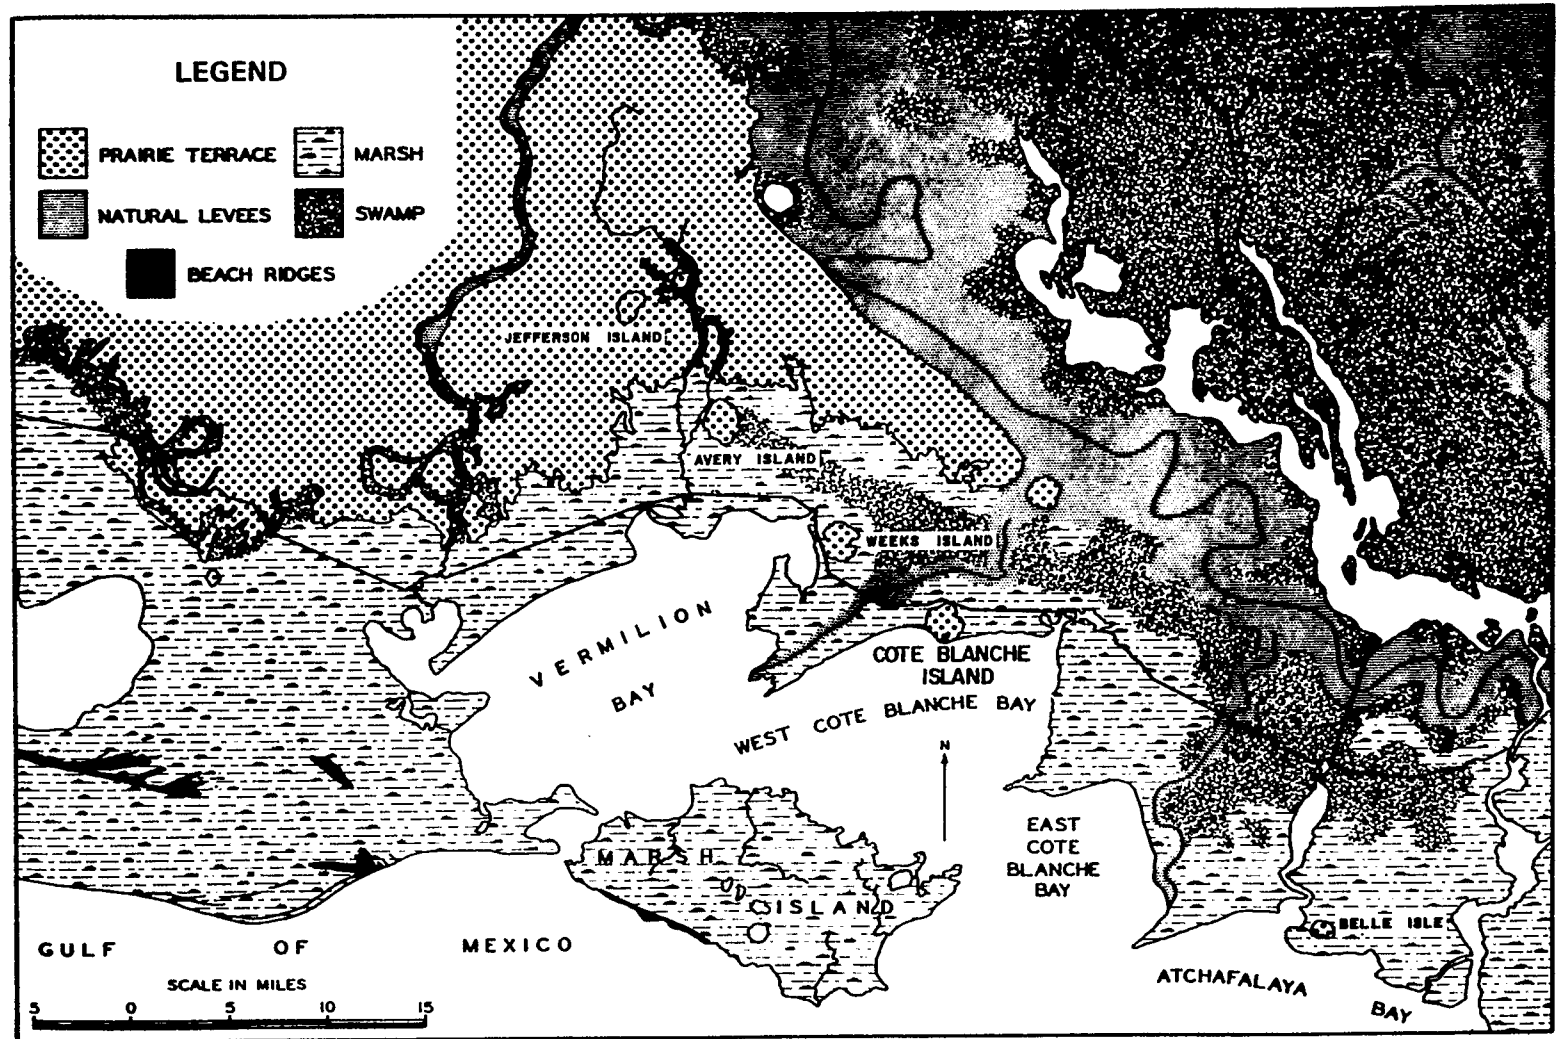 LEGEND
PRAIRIE TERRACE
MARSH
NATURAL LEVEES
SWAMP
BEACH RIDGES
JEFFERSON ISLAND
AVERY ISLAND
WEEKS ISLAND
VERMILION
BAY
COTE BLANCHE
ISLAND
WEST COTE BLANCHE BAY
N
EAST
COTE
BLANCHE
BAY
MARSH
ISLAND
BELLE ISLE
GULF OF MEXICO
ATCHAFALAYA
BAY
SCALE IN MILES
5 0 5 10 15